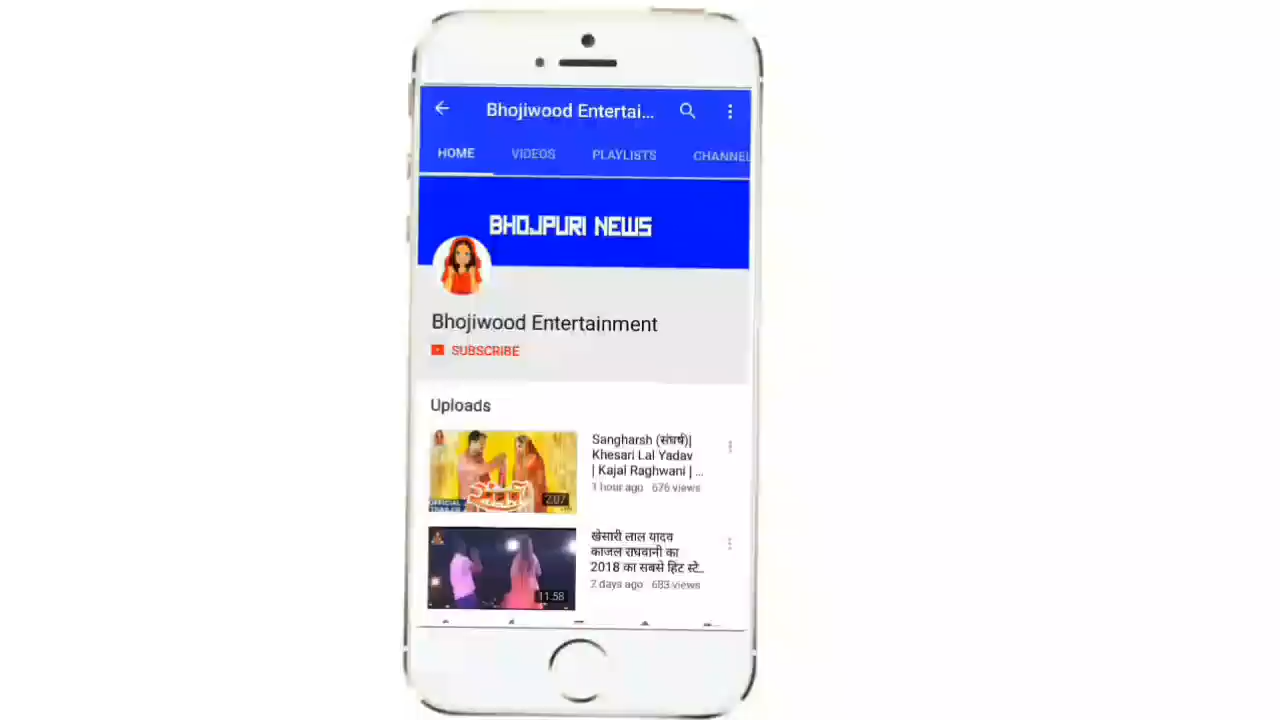 Bhojiwood Entertai...
HOME VIDEOS PLAYLISTS CHANNEL
BHOJPURI NEWS
Bhojiwood Entertainment
SUBSCRIBE
Uploads
Sangharsh (संघर्ष)|
Khesari Lal Yadav
| Kajal Raghwani | ...
1 hour ago 676 views
2:07
OFFICIAL
TRAILER
खेसारी लाल यादव
काजल राघवानी का
2018 का सबसे हिट स्टे..
2 days ago 683 views
11:58